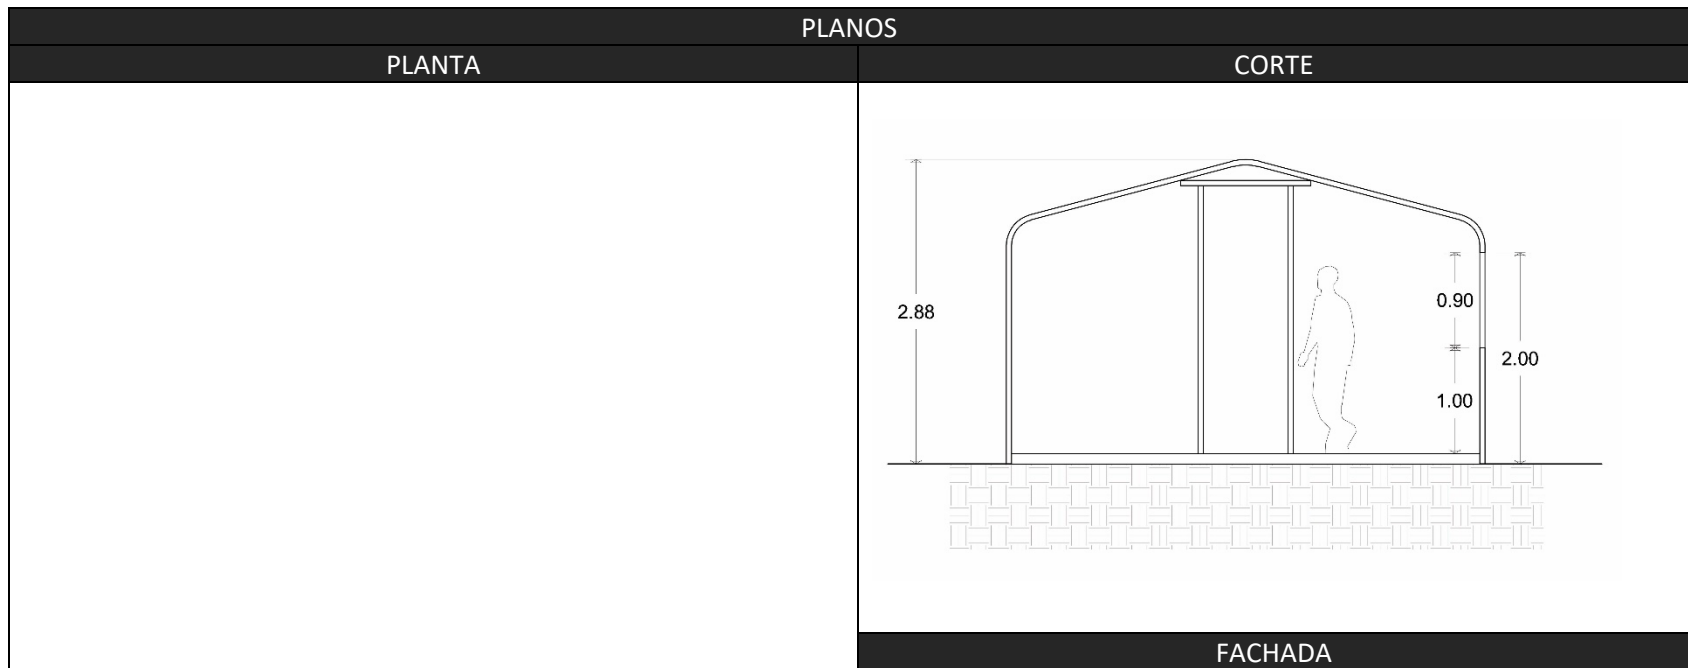 PLANOS
PLANTA
CORTE
2.88
0.90
2.00
1.00
FACHADA